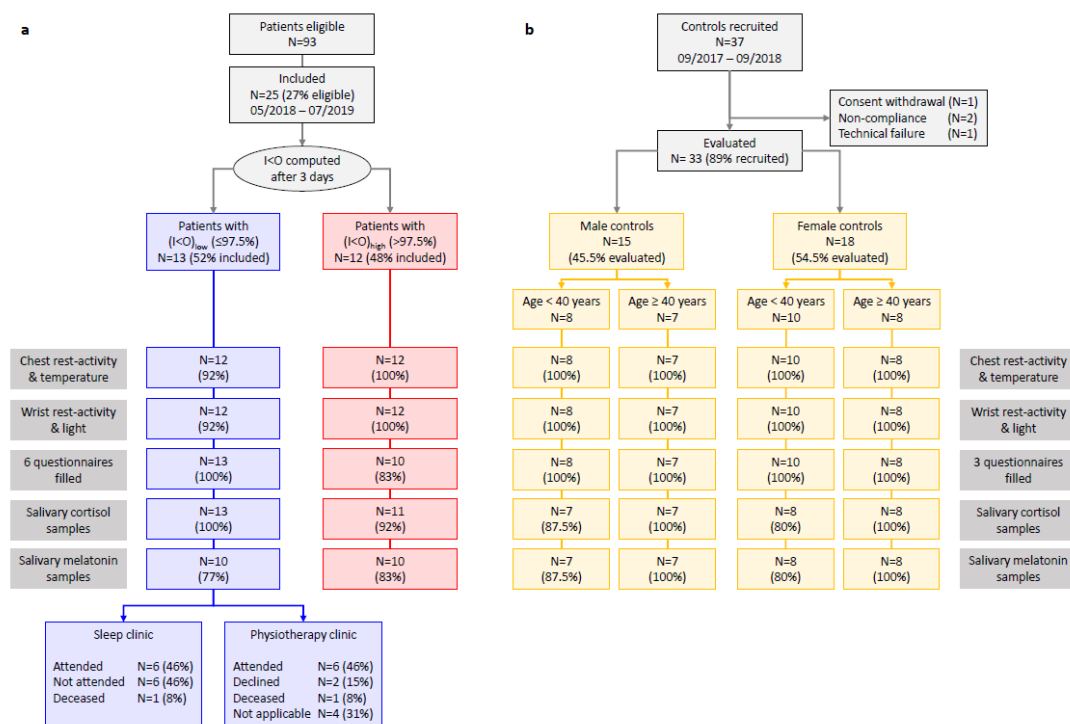 a
Patients eligible
N=93
Included
N=25 (27% eligible)
05/2018 – 07/2019
I<O computed
after 3 days
Patients with
(I<O)low (≤97.5%)
N=13 (52% included)
Patients with
(I<O)high (>97.5%)
N=12 (48% included)
Chest rest-activity
& temperature
N=12
(92%)
N=12
(100%)
Wrist rest-activity
& light
N=12
(92%)
N=12
(100%)
6 questionnaires
filled
N=13
(100%)
N=10
(83%)
Salivary cortisol
samples
N=13
(100%)
N=11
(92%)
Salivary melatonin
samples
N=10
(77%)
N=10
(83%)
Sleep clinic
Attended N=6 (46%)
Not attended N=6 (46%)
Deceased N=1 (8%)
Physiotherapy clinic
Attended N=6 (46%)
Declined N=2 (15%)
Deceased N=1 (8%)
Not applicable N=4 (31%)
b
Controls recruited
N=37
09/2017 – 09/2018
Consent withdrawal (N=1)
Non-compliance (N=2)
Technical failure (N=1)
Evaluated
N= 33 (89% recruited)
Male controls
N=15
(45.5% evaluated)
Female controls
N=18
(54.5% evaluated)
Age < 40 years
N=8
Age ≥ 40 years
N=7
Age < 40 years
N=10
Age ≥ 40 years
N=8
N=8
(100%)
N=7
(100%)
N=10
(100%)
N=8
(100%)
Chest rest-activity
& temperature
N=8
(100%)
N=7
(100%)
N=10
(100%)
N=8
(100%)
Wrist rest-activity
& light
N=8
(100%)
N=7
(100%)
N=10
(100%)
N=8
(100%)
3 questionnaires
filled
N=7
(87.5%)
N=7
(100%)
N=8
(80%)
N=8
(100%)
Salivary cortisol
samples
N=7
(87.5%)
N=7
(100%)
N=8
(80%)
N=8
(100%)
Salivary melatonin
samples